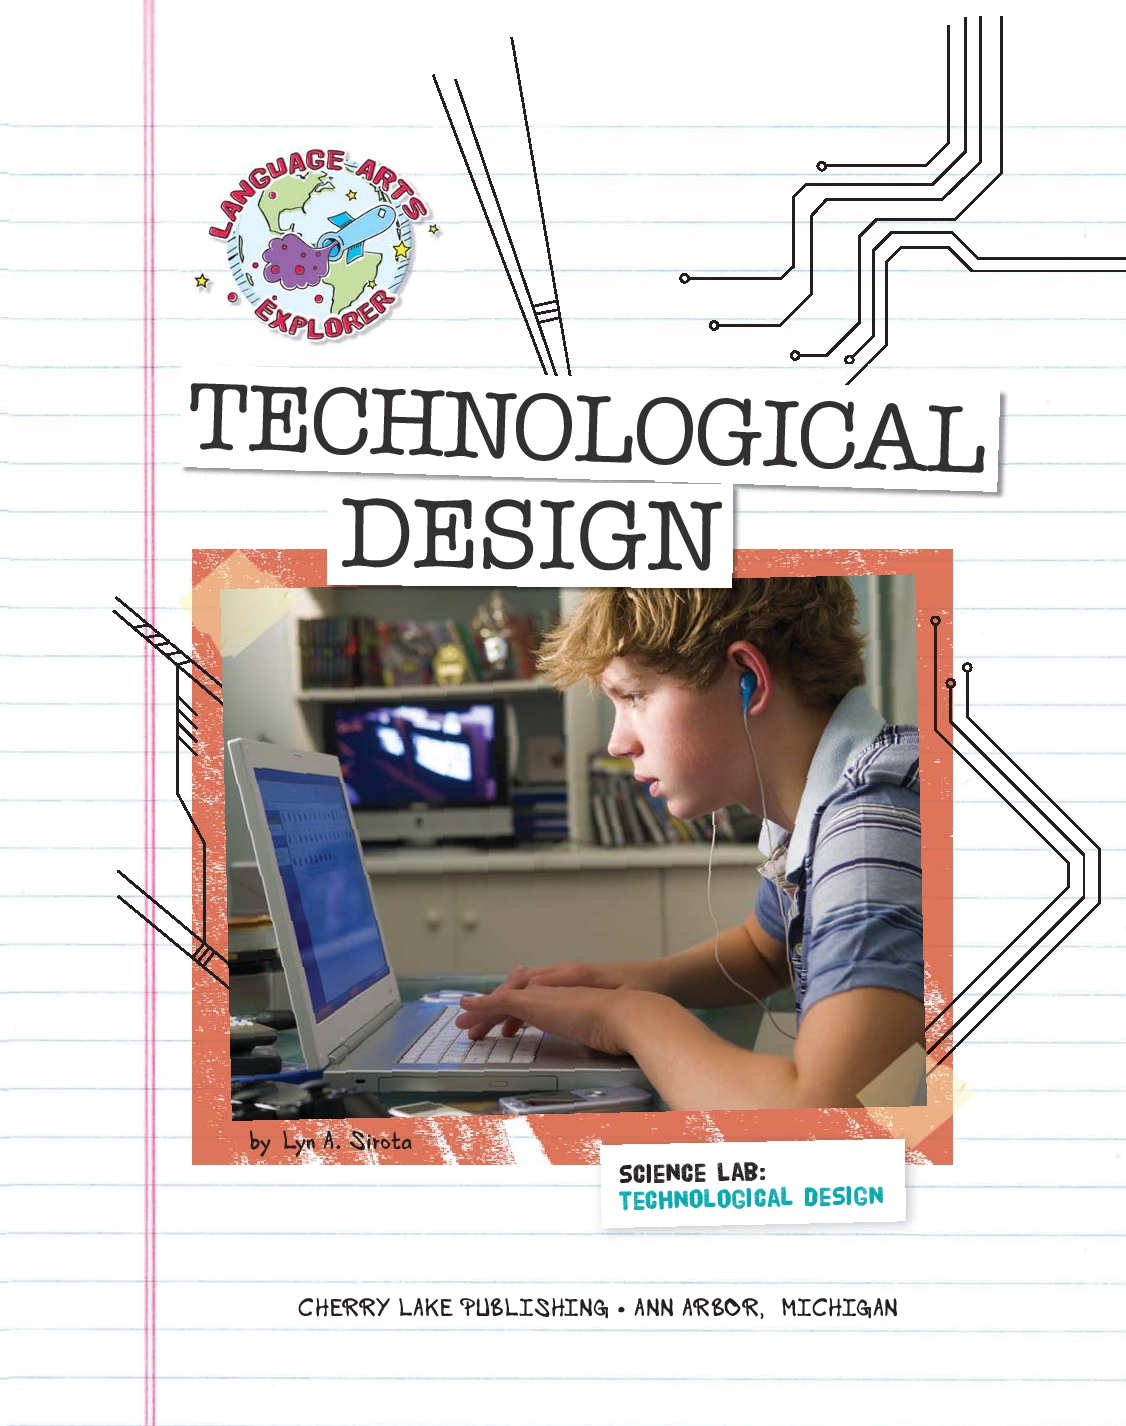 LANGUAGE ARTS
EXPLORER
TECHNOLOGICAL
DESIGN
by Lyn A. Sirota
SCIENCE LAB:
TECHNOLOGICAL DESIGN
CHERRY LAKE PUBLISHING • ANN ARBOR, MICHIGAN